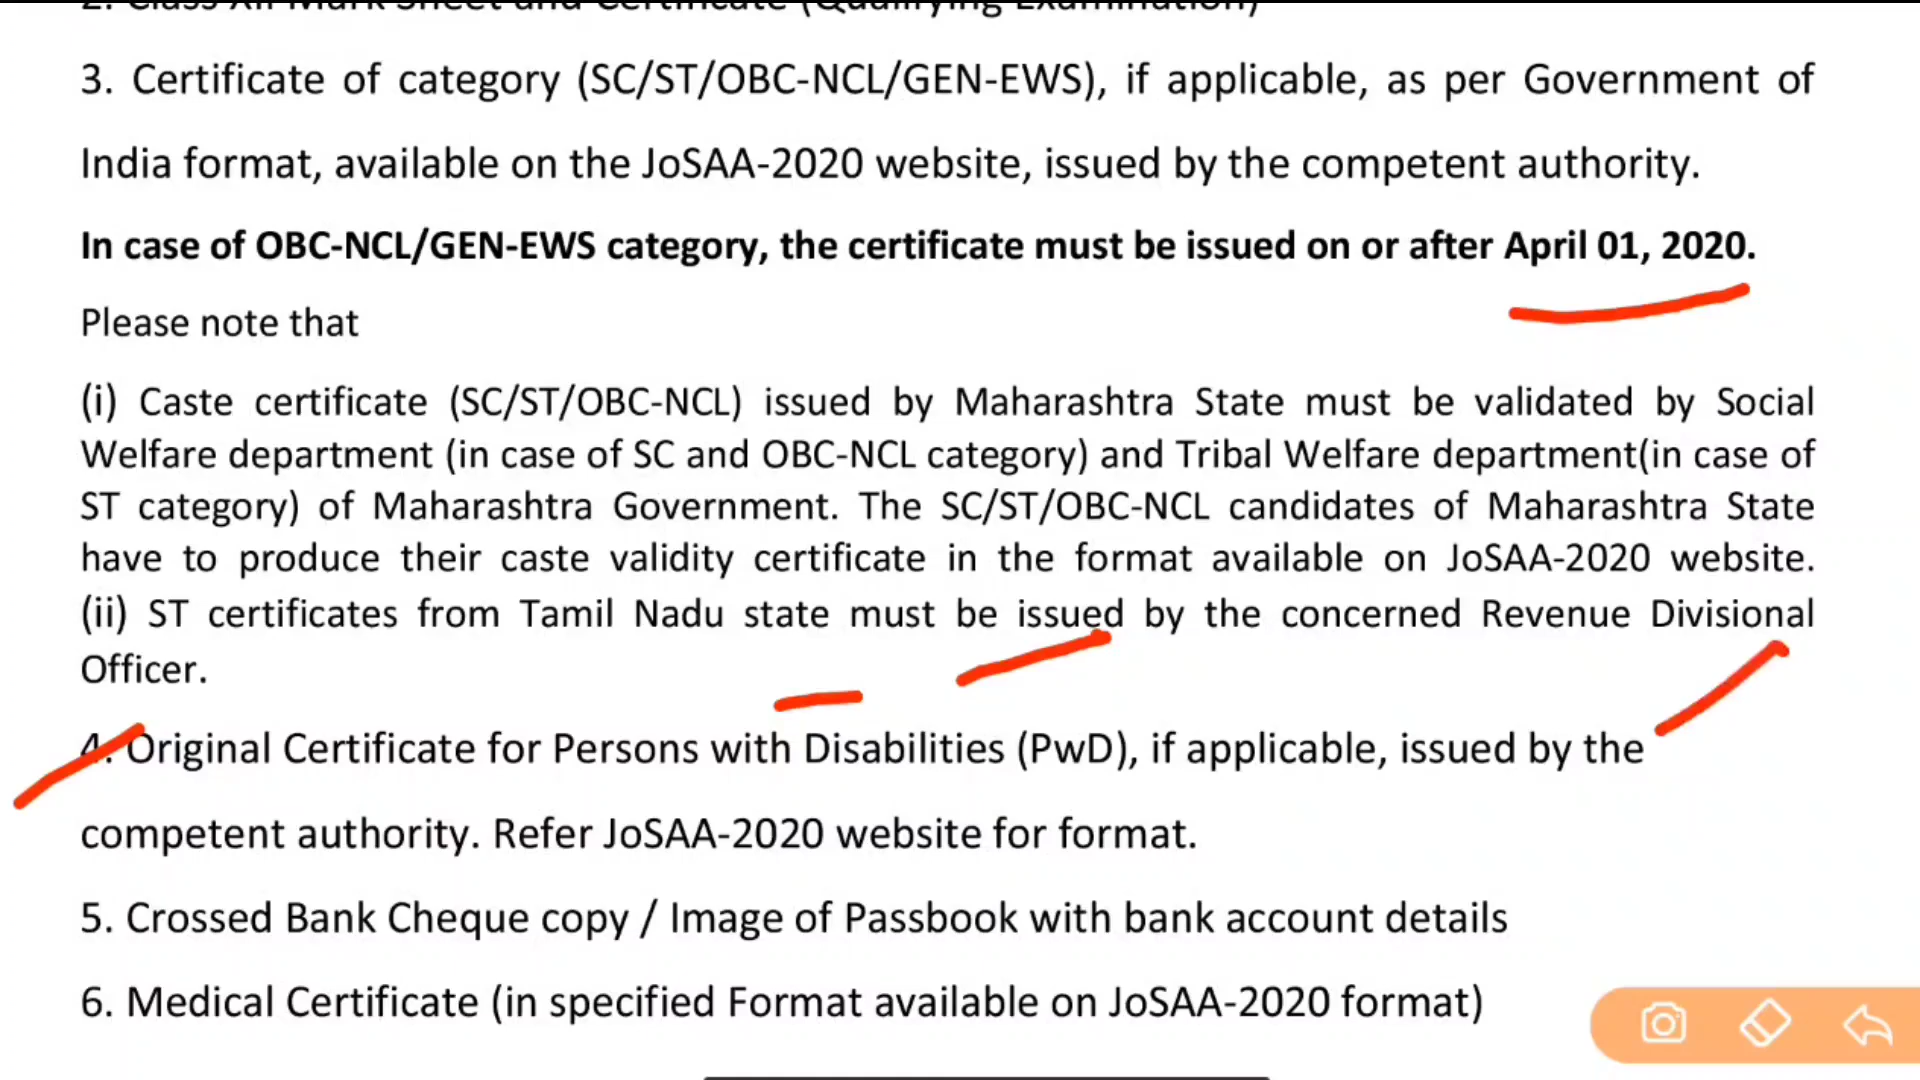 2. Class XII Mark Sheet and Certificate (Qualifying Examination)
3. Certificate of category (SC/ST/OBC-NCL/GEN-EWS), if applicable, as per Government of
India format, available on the JoSAA-2020 website, issued by the competent authority.
In case of OBC-NCL/GEN-EWS category, the certificate must be issued on or after April 01, 2020.
Please note that
(i) Caste certificate (SC/ST/OBC-NCL) issued by Maharashtra State must be validated by Social
Welfare department (in case of SC and OBC-NCL category) and Tribal Welfare department(in case of
ST category) of Maharashtra Government. The SC/ST/OBC-NCL candidates of Maharashtra State
have to produce their caste validity certificate in the format available on JoSAA-2020 website.
(ii) ST certificates from Tamil Nadu state must be issued by the concerned Revenue Divisional
Officer.
4. Original Certificate for Persons with Disabilities (PwD), if applicable, issued by the
competent authority. Refer JoSAA-2020 website for format.
5. Crossed Bank Cheque copy / Image of Passbook with bank account details
6. Medical Certificate (in specified Format available on JoSAA-2020 format)